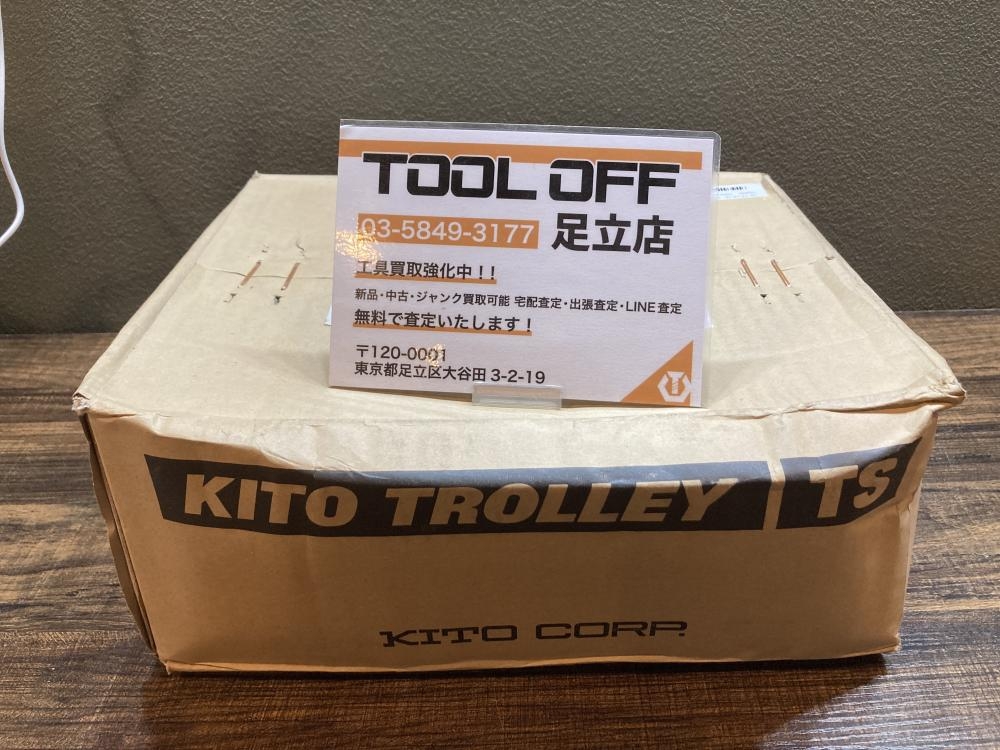 TOOL OFF
03-5849-3177 足立店
工具買取強化中！！
新品・中古・ジャンク買取可能 宅配査定・出張査定・LINE査定
無料で査定いたします！
〒120-0001
東京都足立区大谷田 3-2-19
KITO TROLLEY TS
KITO CORP.